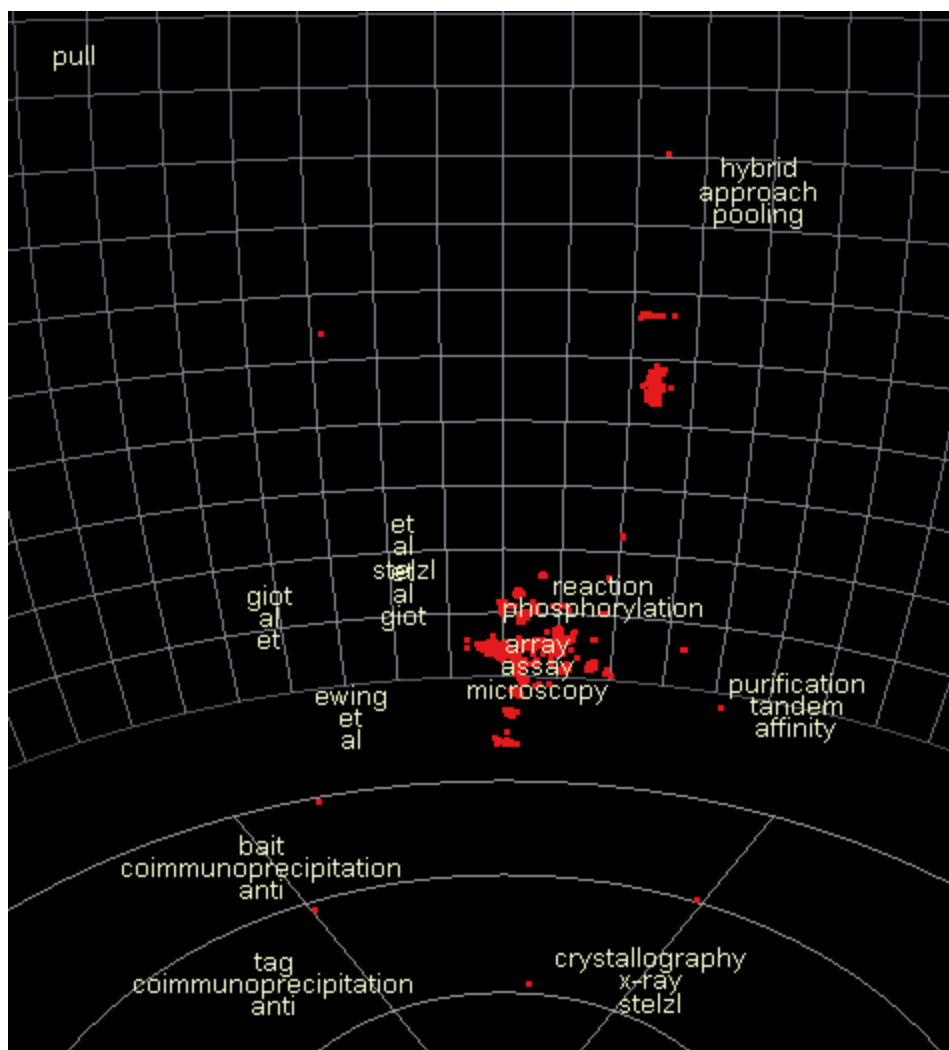 pull
hybrid
approach
pooling
et
al
stelzl
et
al
giot
giot
al
et
reaction
phosphorylation
array
assay
microscopy
ewing
et
al
purification
tandem
affinity
bait
coimmunoprecipitation
anti
tag
coimmunoprecipitation
anti
crystallography
x-ray
stelzl